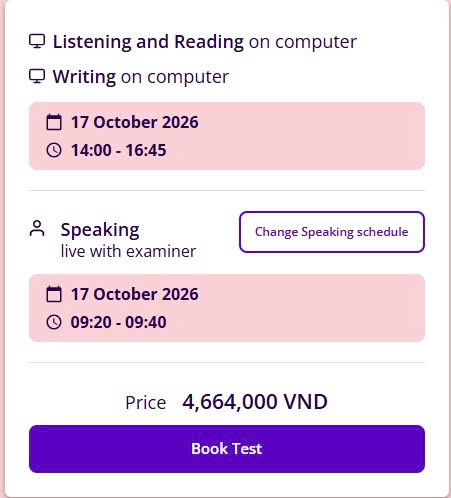 Listening and Reading on computer
Writing on computer
17 October 2026
14:00 - 16:45
Speaking
live with examiner
Change Speaking schedule
17 October 2026
09:20 - 09:40
Price 4,664,000 VND
Book Test